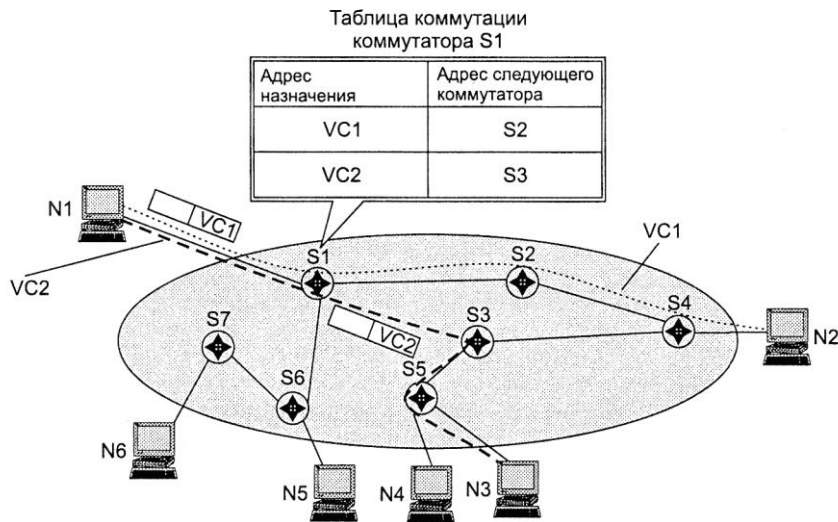 Таблица коммутации
коммутатора S1
Адрес
назначения
Адрес следующего
коммутатора
VC1
S2
VC2
S3
N1
VC1
VC2
S1
S2
VC1
S4
N2
S3
VC2
S7
S5
S6
N6
N5
N4
N3